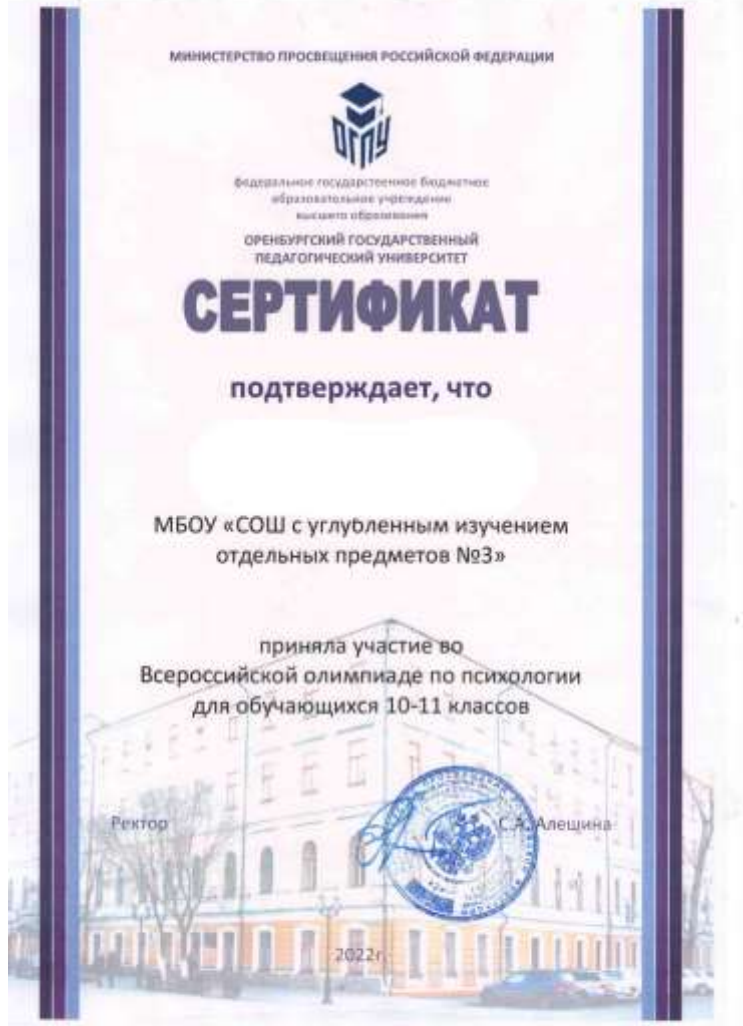 МИНИСТЕРСТВО ПРОСВЕЩЕНИЯ РОССИЙСКОЙ ФЕДЕРАЦИИ
ОГПУ
федеральное государственное бюджетное
образовательное учреждение
высшего образования
ОРЕНБУРГСКИЙ ГОСУДАРСТВЕННЫЙ
ПЕДАГОГИЧЕСКИЙ УНИВЕРСИТЕТ
СЕРТИФИКАТ
подтверждает, что
МБОУ «СОШ с углубленным изучением
отдельных предметов №3»
приняла участие во
Всероссийской олимпиаде по психологии
для обучающихся 10-11 классов
Ректор
С.А. Алешина
2022г.